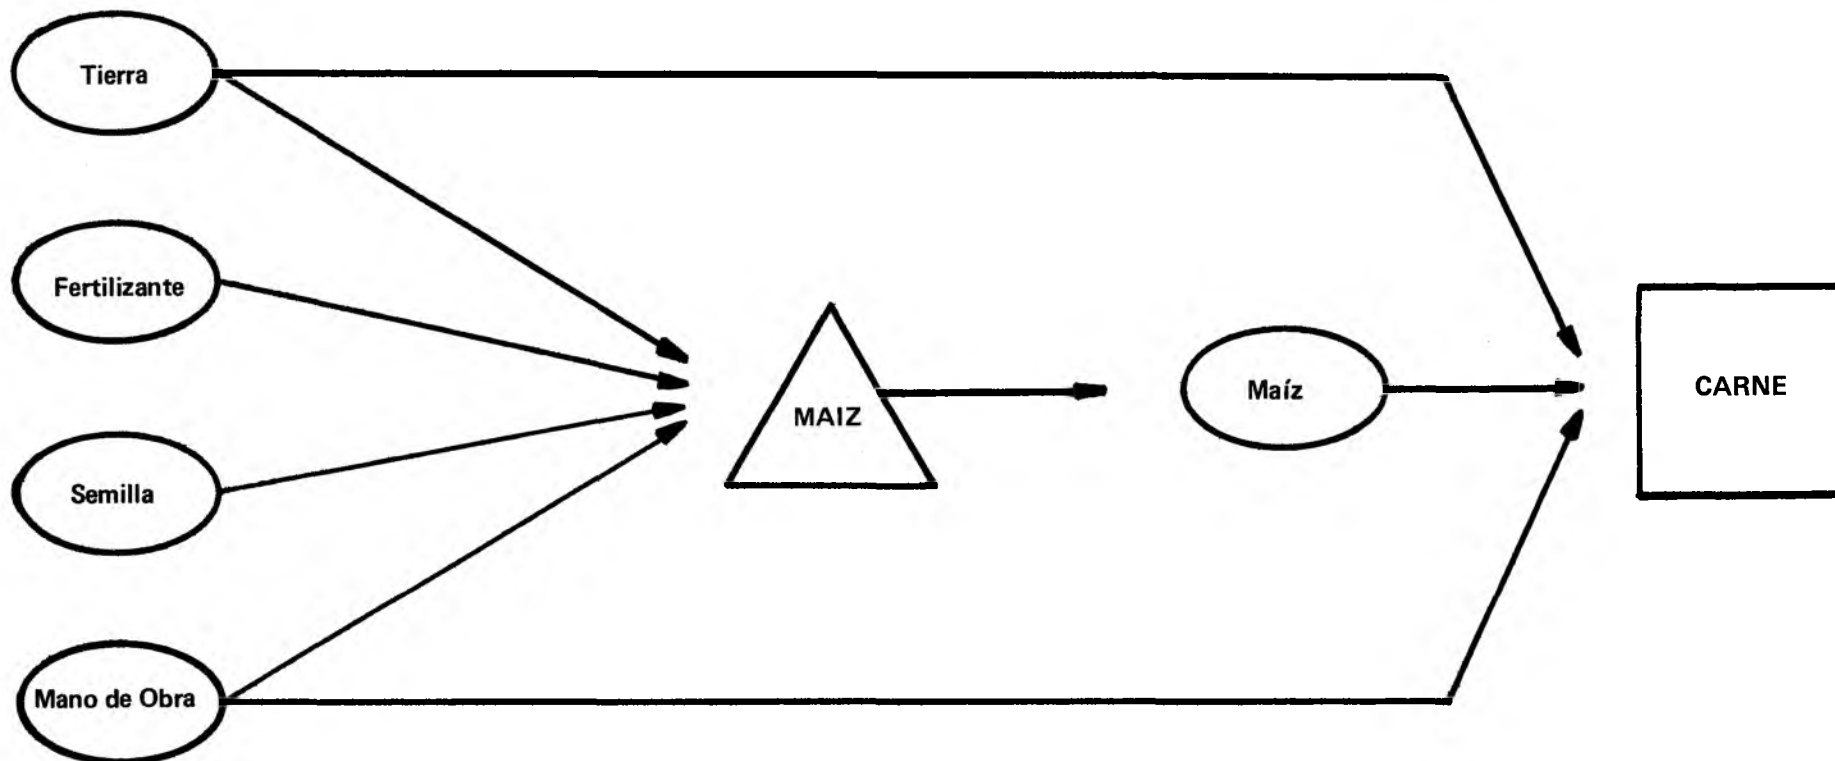 Tierra
Fertilizante
Semilla
Mano de Obra
MAIZ
Maíz
CARNE